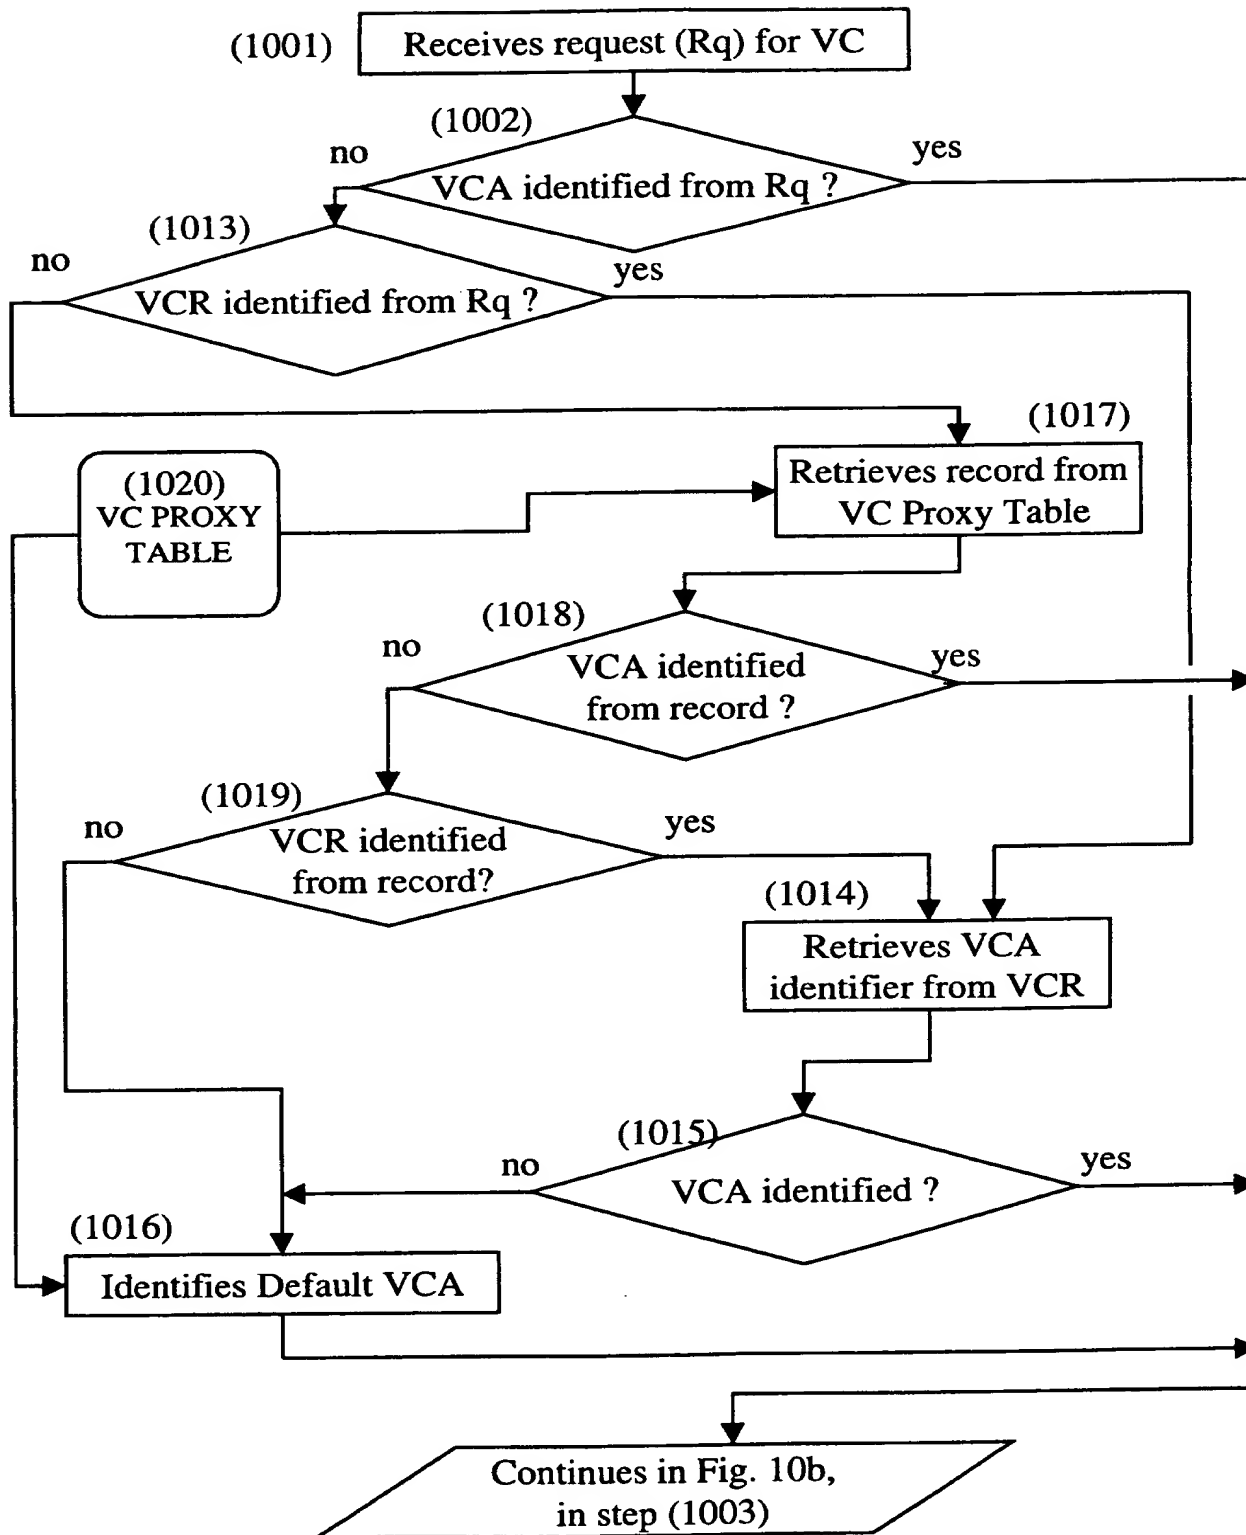 (1001)
Receives request (Rq) for VC
(1002)
no
yes
VCA identified from Rq ?
(1013)
no
yes
VCR identified from Rq ?
(1017)
Retrieves record from
VC Proxy Table
(1020)
VC PROXY
TABLE
(1018)
no
yes
VCA identified
from record ?
(1019)
no
yes
VCR identified
from record?
(1014)
Retrieves VCA
identifier from VCR
(1015)
no
yes
VCA identified ?
(1016)
Identifies Default VCA
Continues in Fig. 10b,
in step (1003)